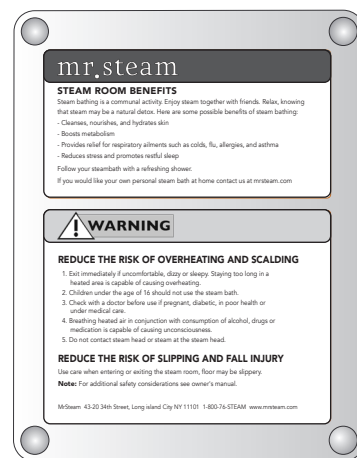 mr.steam
STEAM ROOM BENEFITS
Steam bathing is a communal activity. Enjoy steam together with friends. Relax, knowing
that steam may be a natural detox. Here are some possible benefits of steam bathing:
- Cleanses, nourishes, and hydrates skin
- Boosts metabolism
- Provides relief for respiratory ailments such as colds, flu, allergies, and asthma
- Reduces stress and promotes restful sleep
Follow your steambath with a refreshing shower.
If you would like your own personal steam bath at home contact us at mrsteam.com
WARNING
REDUCE THE RISK OF OVERHEATING AND SCALDING
1. Exit immediately if uncomfortable, dizzy or sleepy. Staying too long in a
heated area is capable of causing overheating.
2. Children under the age of 16 should not use the steam bath.
3. Check with a doctor before use if pregnant, diabetic, in poor health or
under medical care.
4. Breathing heated air in conjunction with consumption of alcohol, drugs or
medication is capable of causing unconsciousness.
5. Do not contact steam head or steam at the steam head.
REDUCE THE RISK OF SLIPPING AND FALL INJURY
Use care when entering or exiting the steam room, floor may be slippery.
Note: For additional safety considerations see owner's manual.
MrSteam 43-20 34th Street, Long island City NY 11101 1-800-76-STEAM www.mrsteam.com